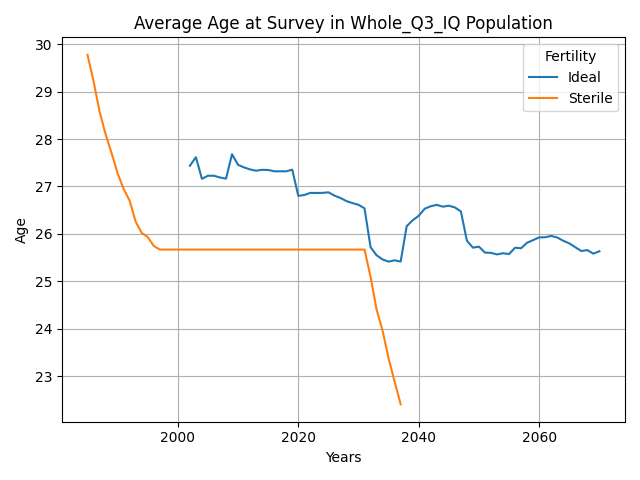 Average Age at Survey in Whole_Q3_IQ Population
30
29
28
27
26
25
24
23
Age
Fertility
Ideal
Sterile
2000 2020 2040 2060
Years